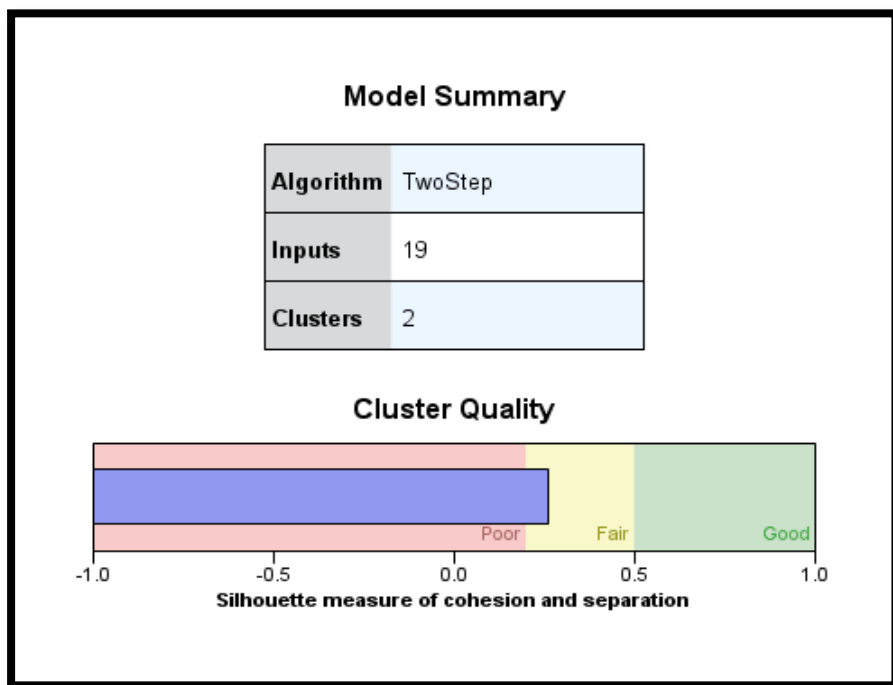 Model Summary
Algorithm TwoStep
Inputs 19
Clusters 2
Cluster Quality
Poor Fair Good
-1.0 -0.5 0.0 0.5 1.0
Silhouette measure of cohesion and separation